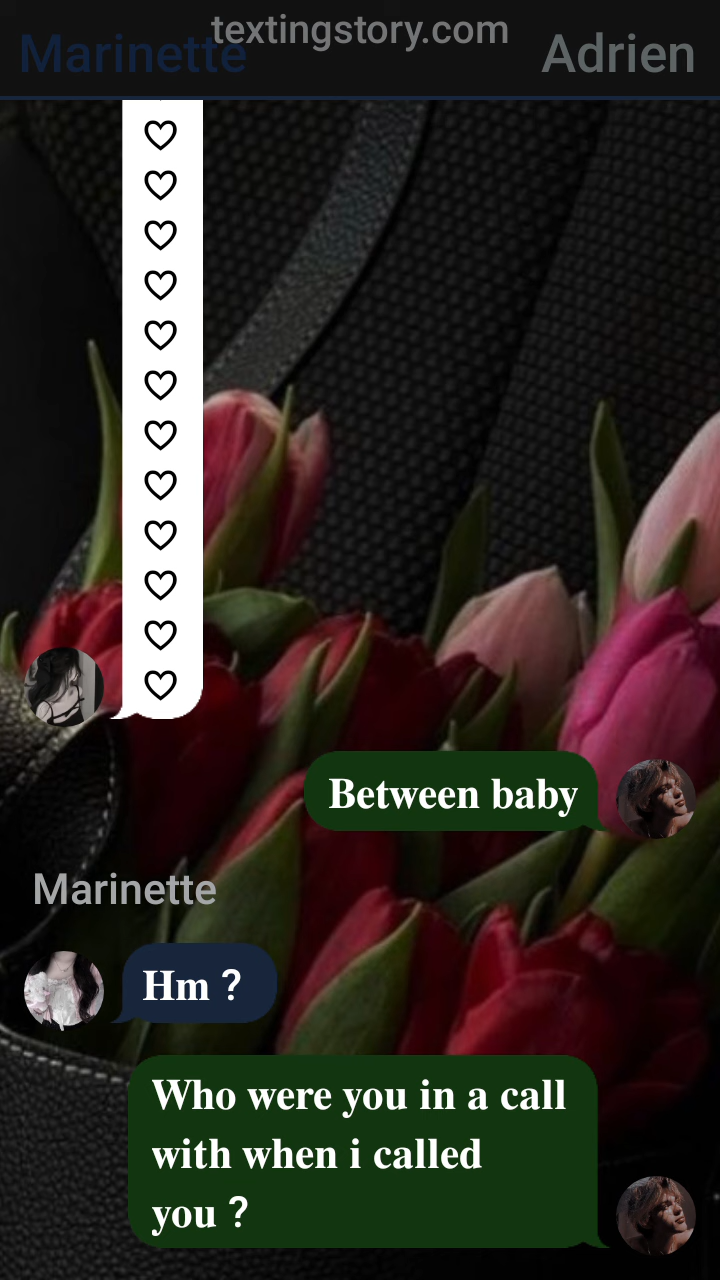 textingstory.com
Marinette
Adrien
♡
♡
♡
♡
♡
♡
♡
♡
♡
♡
♡
♡
Between baby
Marinette
Hm ?
Who were you in a call
with when i called
you ?